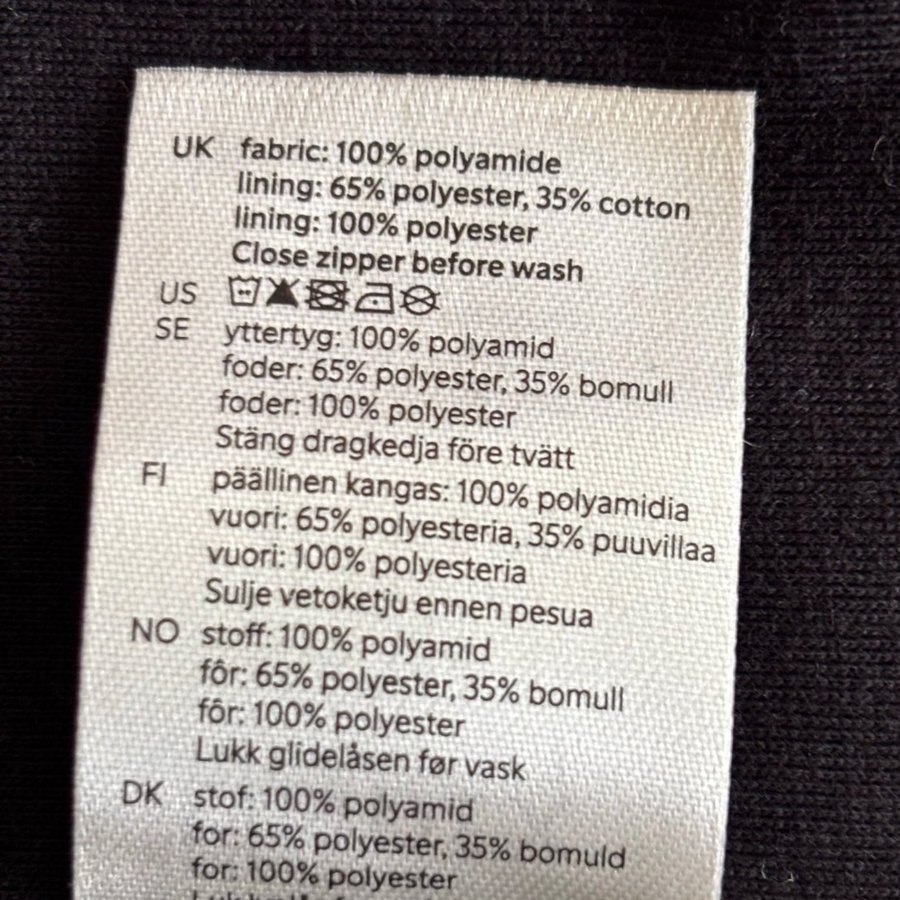 UK fabric: 100% polyamide
lining: 65% polyester, 35% cotton
lining: 100% polyester
Close zipper before wash
US
SE yttertyg: 100% polyamid
foder: 65% polyester, 35% bomull
foder: 100% polyester
Stäng dragkedja före tvätt
FI päällinen kangas: 100% polyamidia
vuori: 65% polyesteria, 35% puuvillaa
vuori: 100% polyesteria
Sulje vetoketju ennen pesua
NO stoff: 100% polyamid
fôr: 65% polyester, 35% bomull
fôr: 100% polyester
Lukk glidelåsen før vask
DK stof: 100% polyamid
for: 65% polyester, 35% bomuld
for: 100% polyester